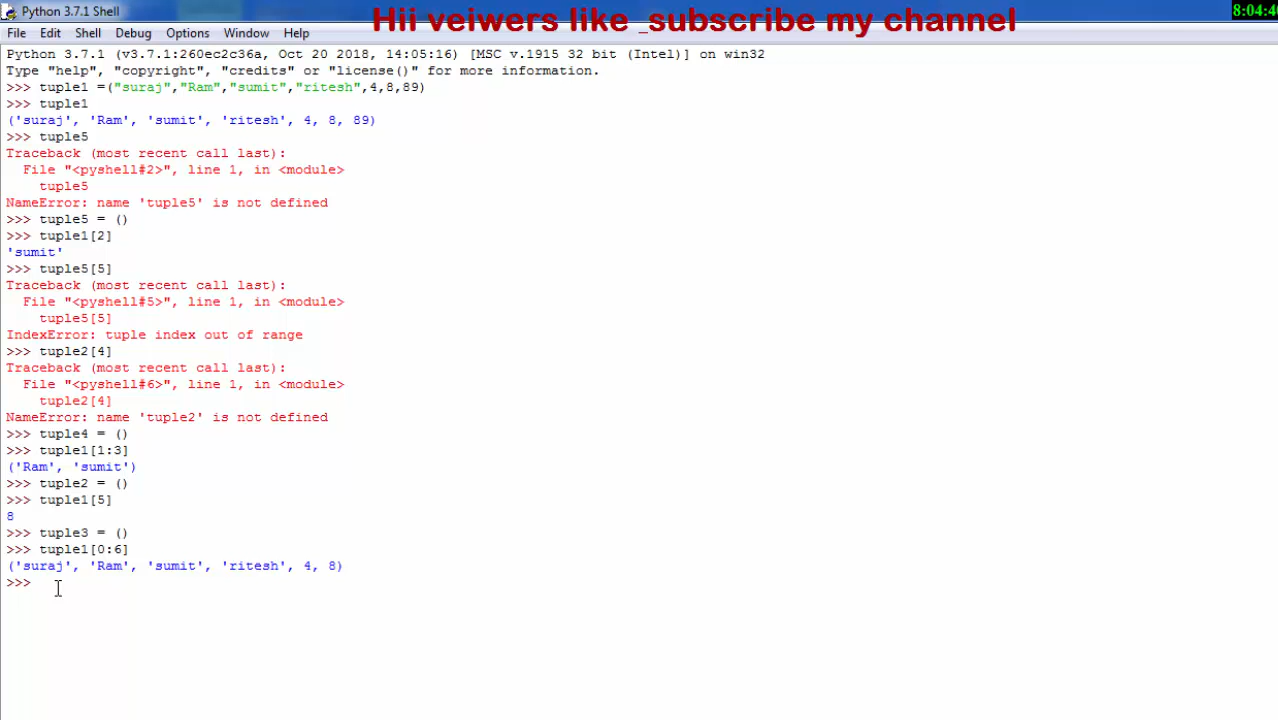 Python 3.7.1 Shell
Hii veiwers like _subscribe my channel
File Edit Shell Debug Options Window Help
Python 3.7.1 (v3.7.1:260ec2c36a, Oct 20 2018, 14:05:16) [MSC v.1915 32 bit (Intel)] on win32
Type "help", "copyright", "credits" or "license()" for more information.
>>> tuple1 =("suraj","Ram","sumit","ritesh",4,8,89)
>>> tuple1
('suraj', 'Ram', 'sumit', 'ritesh', 4, 8, 89)
>>> tuple5
Traceback (most recent call last):
  File "<pyshell#2>", line 1, in <module>
    tuple5
NameError: name 'tuple5' is not defined
>>> tuple5 = ()
>>> tuple1[2]
'sumit'
>>> tuple5[5]
Traceback (most recent call last):
  File "<pyshell#5>", line 1, in <module>
    tuple5[5]
IndexError: tuple index out of range
>>> tuple2[4]
Traceback (most recent call last):
  File "<pyshell#6>", line 1, in <module>
    tuple2[4]
NameError: name 'tuple2' is not defined
>>> tuple4 = ()
>>> tuple1[1:3]
('Ram', 'sumit')
>>> tuple2 = ()
>>> tuple1[5]
8
>>> tuple3 = ()
>>> tuple1[0:6]
('suraj', 'Ram', 'sumit', 'ritesh', 4, 8)
>>>